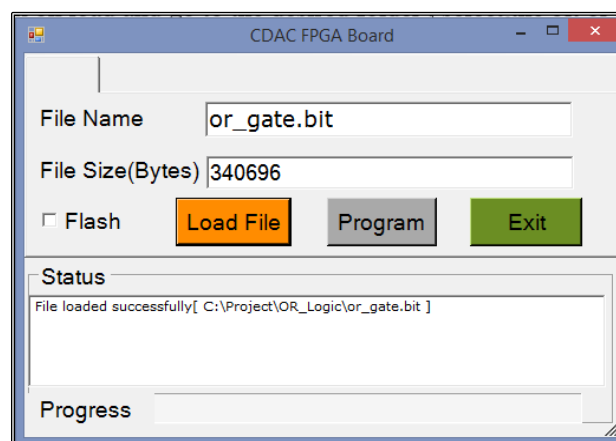 CDAC FPGA Board
File Name or_gate.bit
File Size(Bytes) 340696
Flash Load File Program Exit
Status
File loaded successfully[ C:\Project\OR_Logic\or_gate.bit ]
Progress